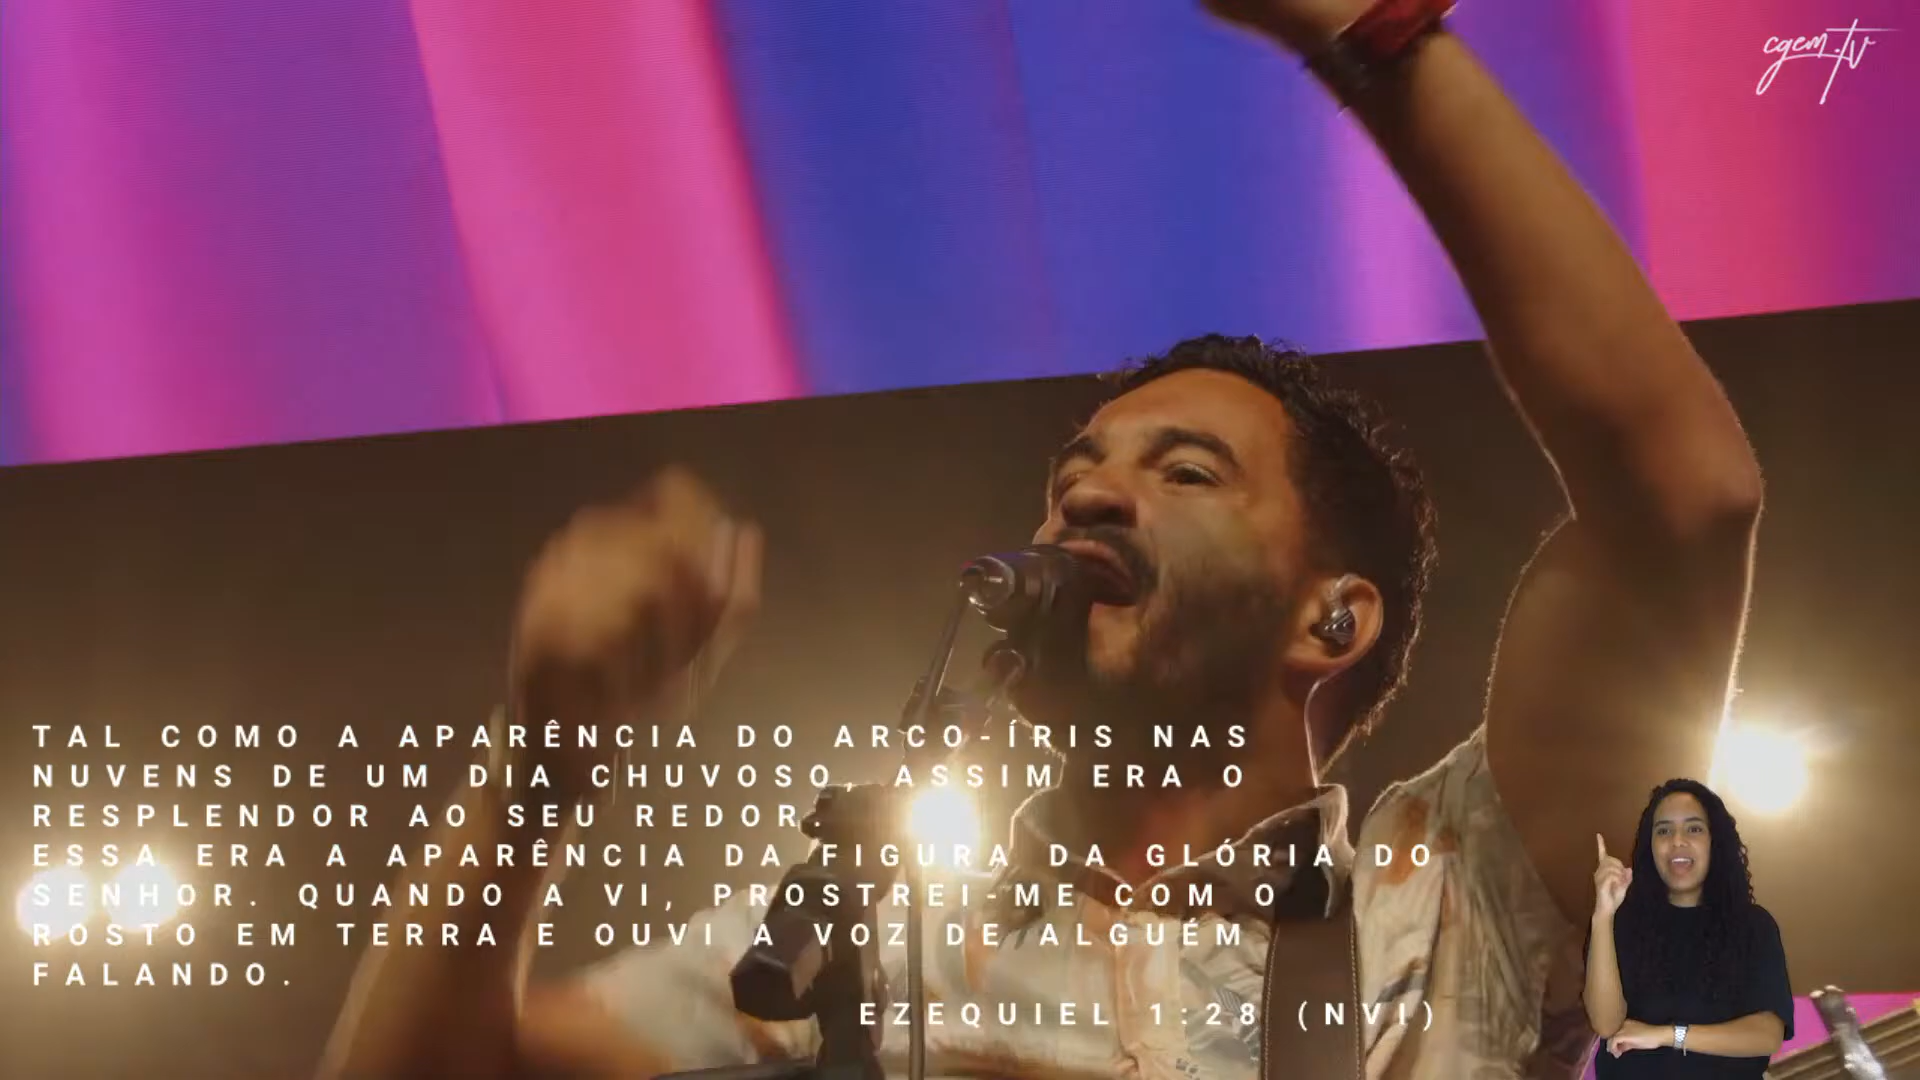 cgem.tv
TAL COMO A APARÊNCIA DO ARCO-ÍRIS NAS
NUVENS DE UM DIA CHUVOSO, ASSIM ERA O
RESPLENDOR AO SEU REDOR.
ESSA ERA A APARÊNCIA DA FIGURA DA GLÓRIA DO
SENHOR. QUANDO A VI, PROSTREI-ME COM O
ROSTO EM TERRA E OUVI A VOZ DE ALGUÉM
FALANDO.
EZEQUIEL 1:28 (NVI)